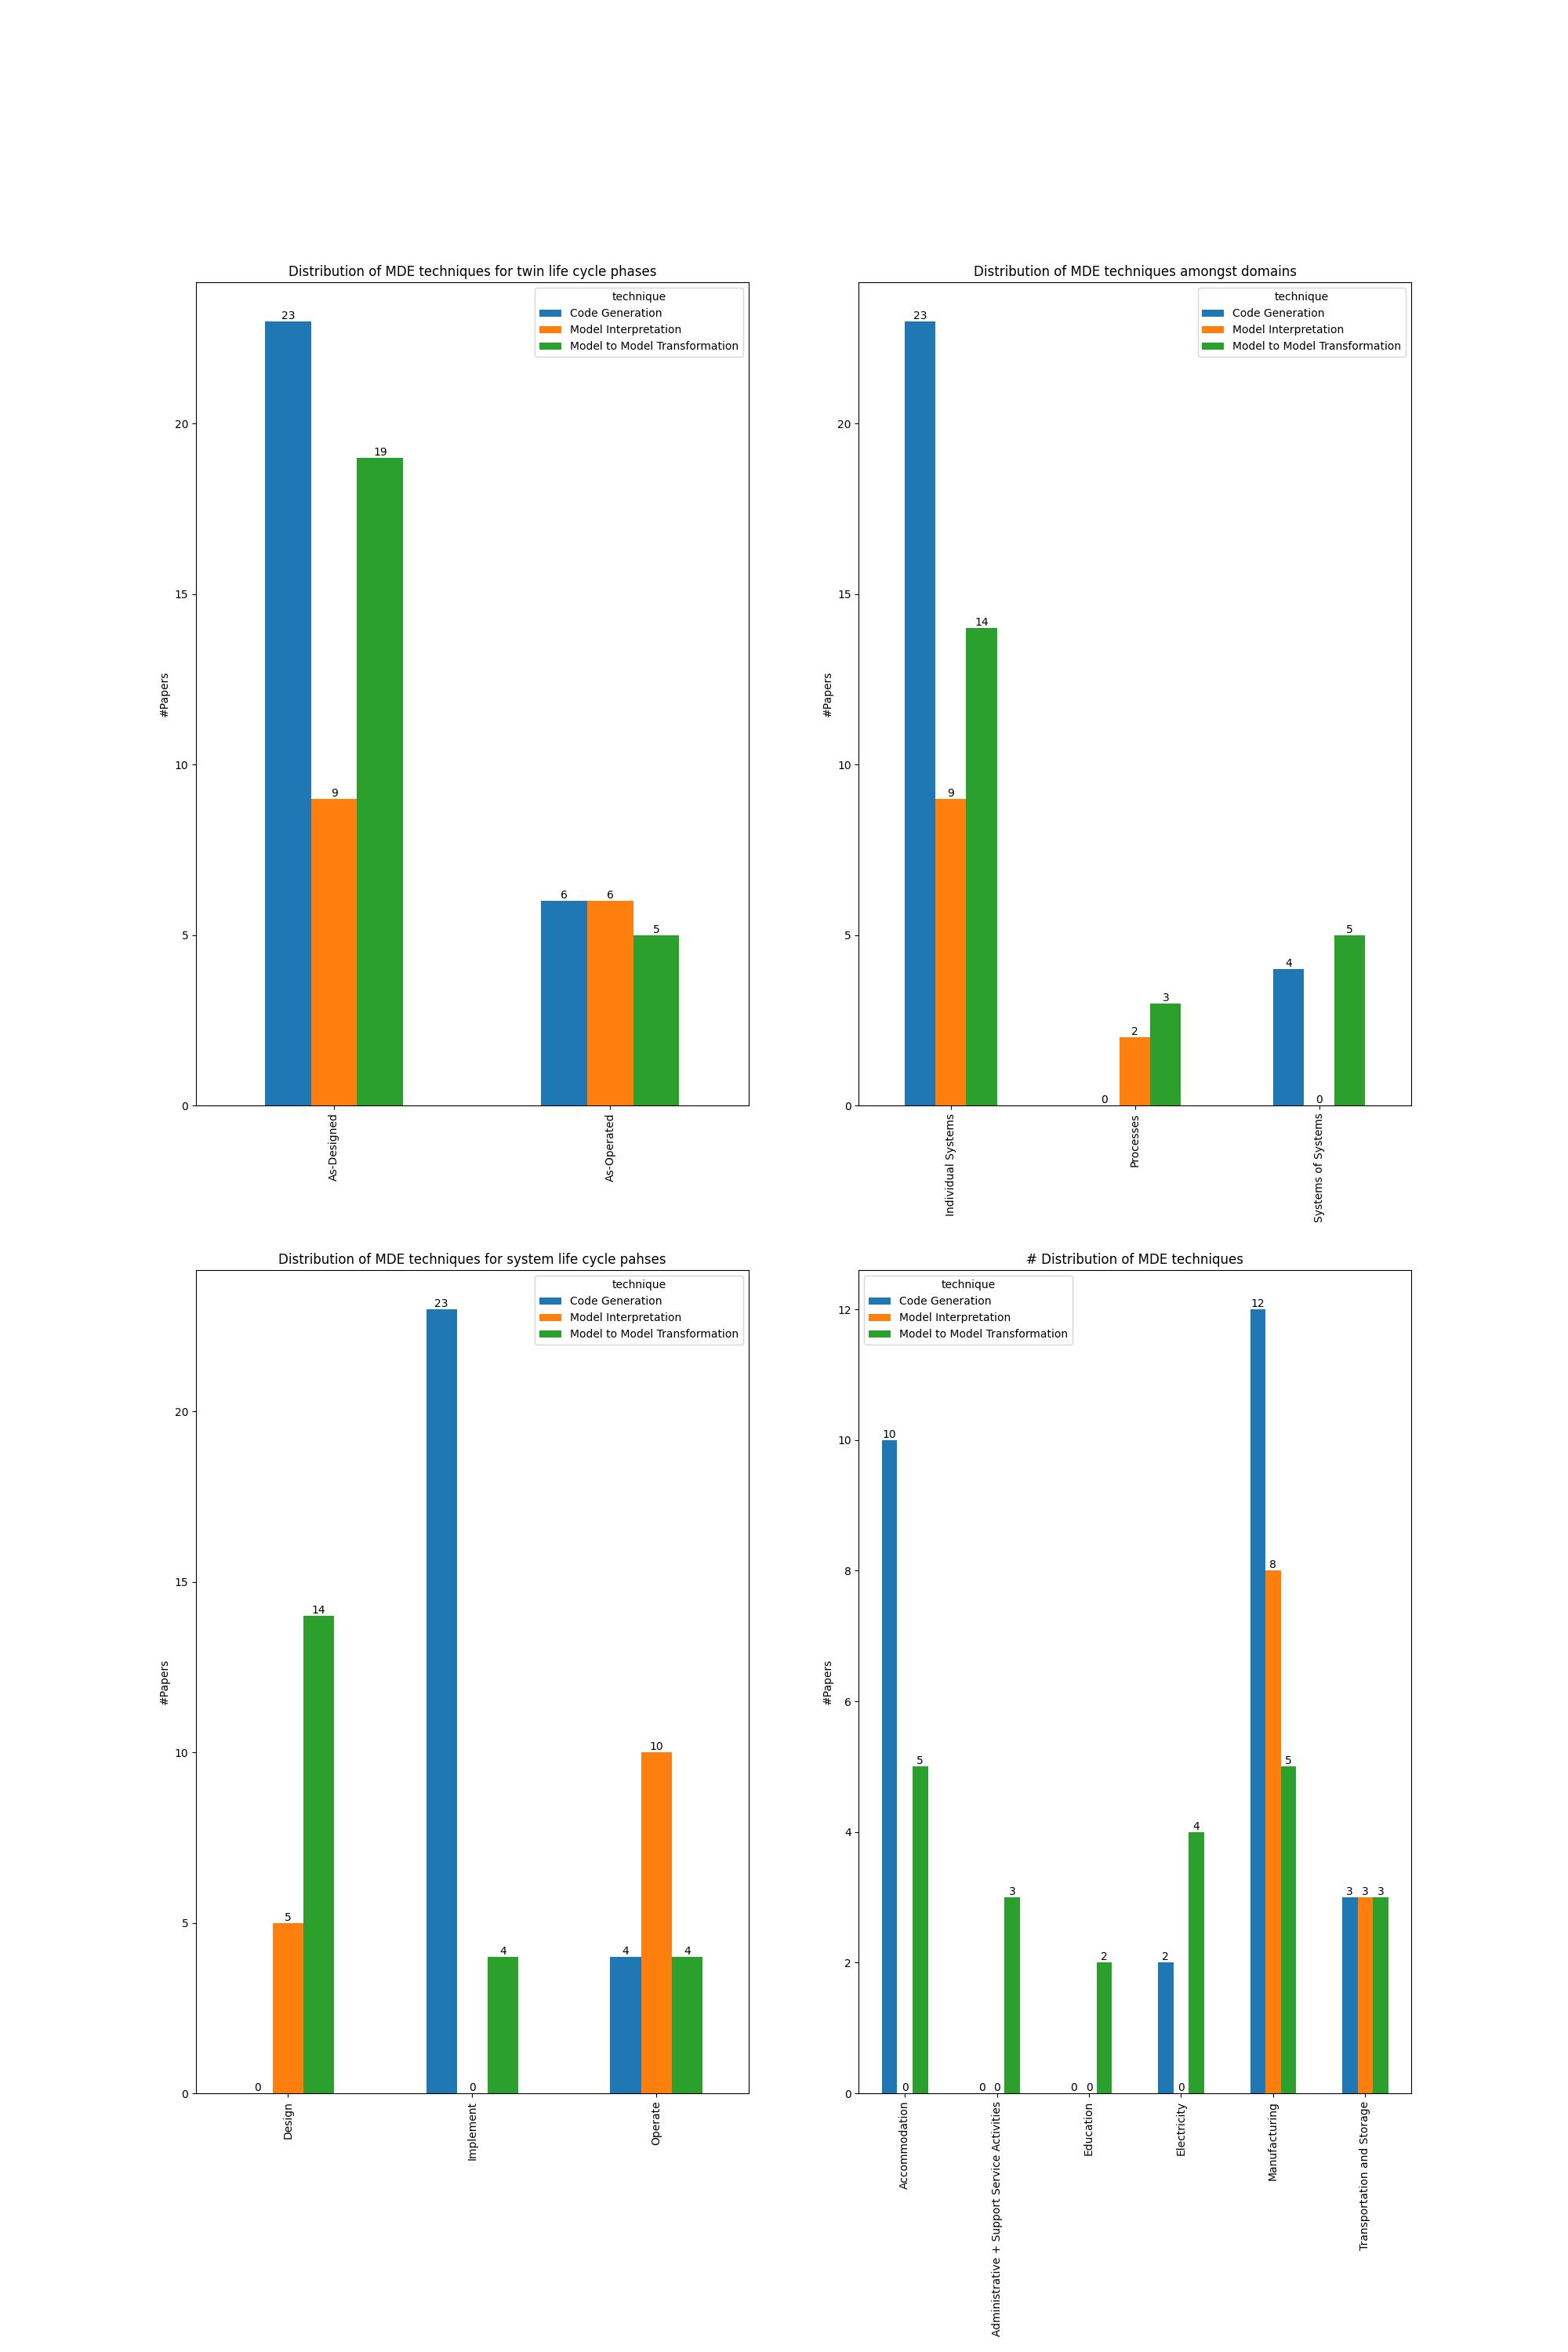 Distribution of MDE techniques for twin life cycle phases
technique
Code Generation
Model Interpretation
Model to Model Transformation
#Papers
20
15
10
5
0
23
9
19
6
6
5
As-Designed
As-Operated
Distribution of MDE techniques amongst domains
technique
Code Generation
Model Interpretation
Model to Model Transformation
#Papers
20
15
10
5
0
23
9
14
0
2
3
4
0
5
Individual Systems
Processes
Systems of Systems
Distribution of MDE techniques for system life cycle pahses
technique
Code Generation
Model Interpretation
Model to Model Transformation
#Papers
20
15
10
5
0
0
5
14
23
0
4
4
10
4
Design
Implement
Operate
# Distribution of MDE techniques
technique
Code Generation
Model Interpretation
Model to Model Transformation
#Papers
12
10
8
6
4
2
0
10
0
5
0
0
3
0
0
2
2
0
4
12
8
5
3
3
3
Accommodation
Administrative + Support Service Activities
Education
Electricity
Manufacturing
Transportation and Storage